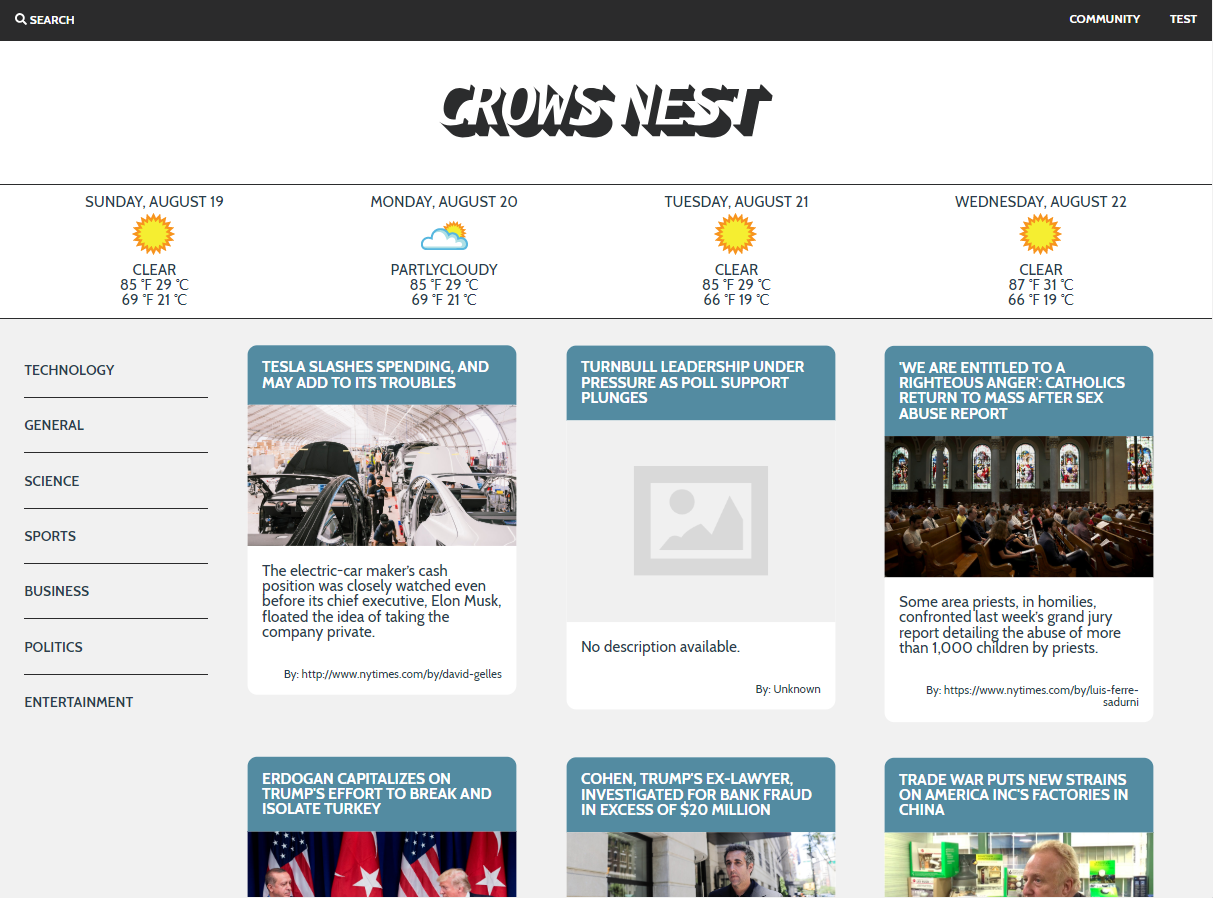 SEARCH
COMMUNITY
TEST
CROWS NEST
SUNDAY, AUGUST 19
CLEAR
85 °F 29 °C
69 °F 21 °C
MONDAY, AUGUST 20
PARTLYCLOUDY
85 °F 29 °C
69 °F 21 °C
TUESDAY, AUGUST 21
CLEAR
85 °F 29 °C
66 °F 19 °C
WEDNESDAY, AUGUST 22
CLEAR
87 °F 31 °C
66 °F 19 °C
TECHNOLOGY
GENERAL
SCIENCE
SPORTS
BUSINESS
POLITICS
ENTERTAINMENT
TESLA SLASHES SPENDING, AND
MAY ADD TO ITS TROUBLES
The electric-car maker's cash
position was closely watched even
before its chief executive, Elon Musk,
floated the idea of taking the
company private.
By: http://www.nytimes.com/by/david-gelles
TURNBULL LEADERSHIP UNDER
PRESSURE AS POLL SUPPORT
PLUNGES
No description available.
By: Unknown
'WE ARE ENTITLED TO A
RIGHTEOUS ANGER': CATHOLICS
RETURN TO MASS AFTER SEX
ABUSE REPORT
Some area priests, in homilies,
confronted last week's grand jury
report detailing the abuse of more
than 1,000 children by priests.
By: https://www.nytimes.com/by/luis-ferre-
sadurni
ERDOGAN CAPITALIZES ON
TRUMP'S EFFORT TO BREAK AND
ISOLATE TURKEY
COHEN, TRUMP'S EX-LAWYER,
INVESTIGATED FOR BANK FRAUD
IN EXCESS OF $20 MILLION
TRADE WAR PUTS NEW STRAINS
ON AMERICA INC'S FACTORIES IN
CHINA